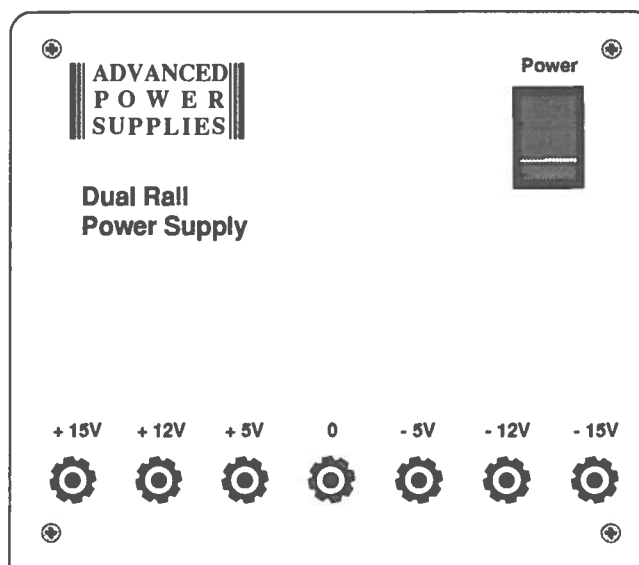 ADVANCED
POWER
SUPPLIES
Power
Dual Rail
Power Supply
+ 15V + 12V + 5V 0 - 5V - 12V - 15V